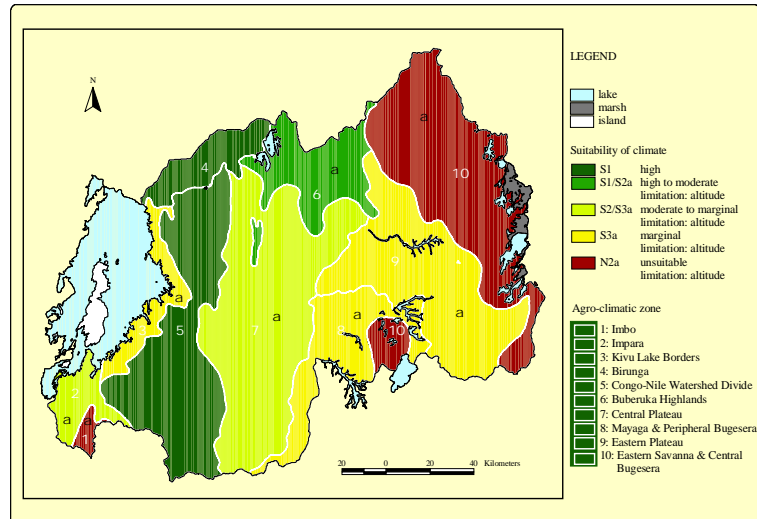 N
a
4
a
10
6
3
a
9
5
7
a
8
10
a
a
2
a
a
1
20
0
20
40
Kilometers
LEGEND
lake
marsh
island
Suitability of climate
S1 high
S1/S2a high to moderate
limitation: altitude
S2/S3a moderate to marginal
limitation: altitude
S3a marginal
limitation: altitude
N2a unsuitable
limitation: altitude
Agro-climatic zone
1: Imbo
2: Impara
3: Kivu Lake Borders
4: Birunga
5: Congo-Nile Watershed Divide
6: Buberuka Highlands
7: Central Plateau
8: Mayaga & Peripheral Bugesera
9: Eastern Plateau
10: Eastern Savanna & Central
Bugesera